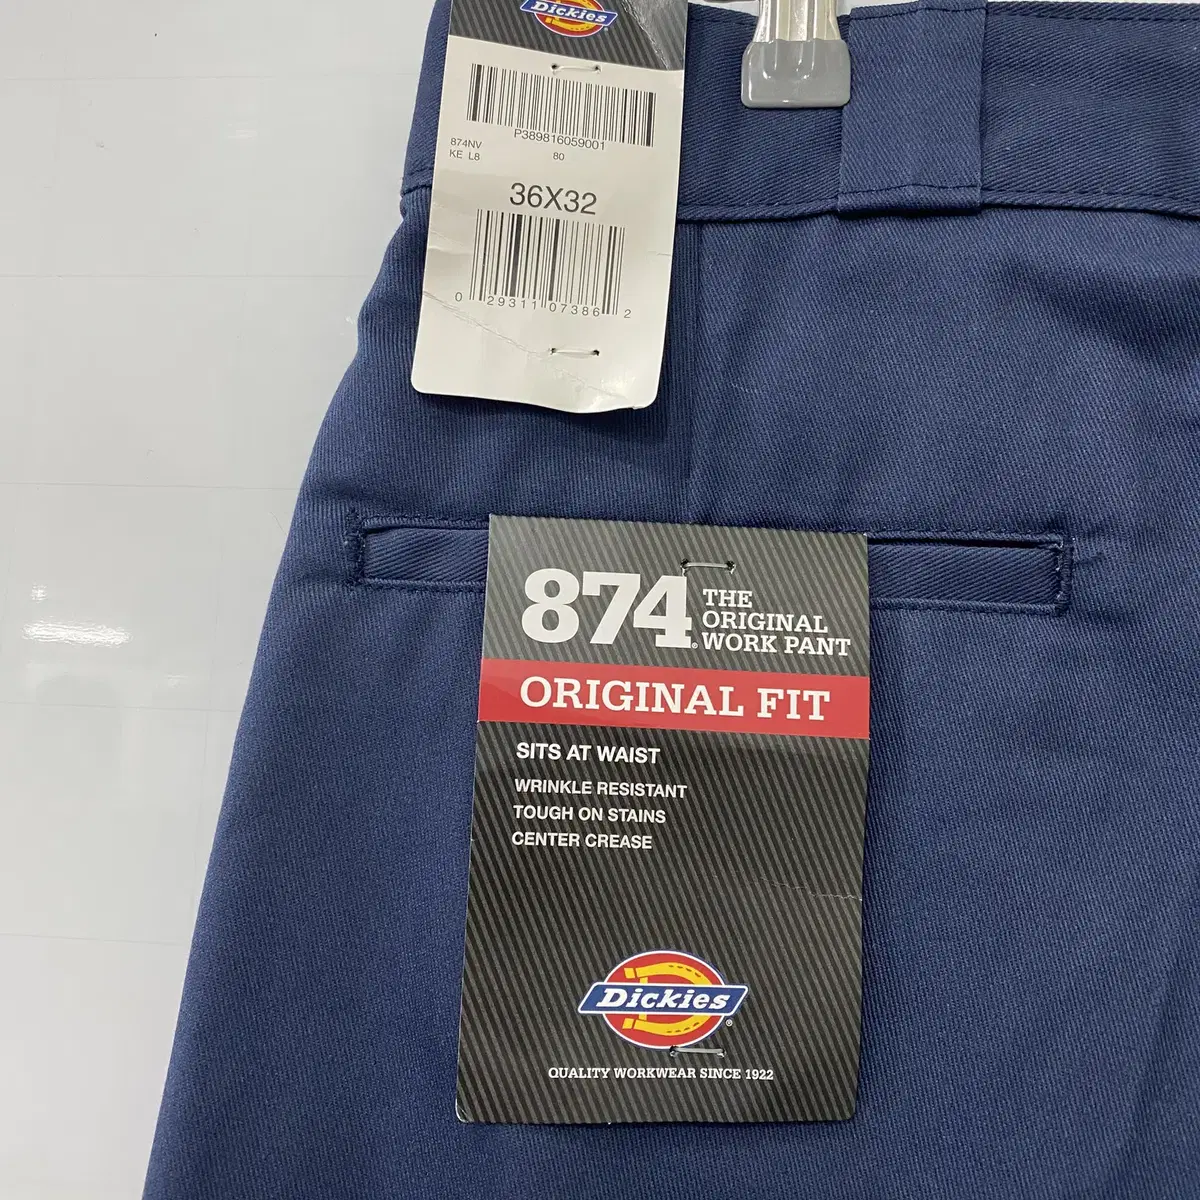 Dickies
P389816059001
874NV
KE L8
80
36X32
0 29311 07386 2
874® THE
ORIGINAL
WORK PANT
ORIGINAL FIT
SITS AT WAIST
WRINKLE RESISTANT
TOUGH ON STAINS
CENTER CREASE
Dickies®
QUALITY WORKWEAR SINCE 1922